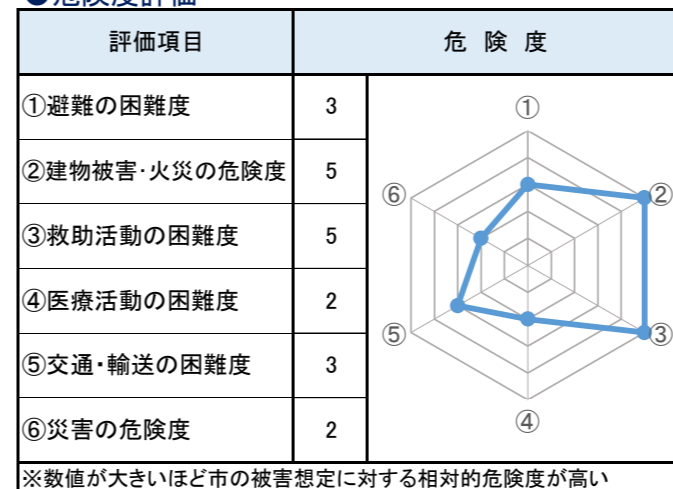 ●危険度評価
評価項目 危 険 度
①避難の困難度 3
②建物被害・火災の危険度 5
③救助活動の困難度 5
④医療活動の困難度 2
⑤交通・輸送の困難度 3
⑥災害の危険度 2
①
②
③
④
⑤
⑥
※数値が大きいほど市の被害想定に対する相対的危険度が高い